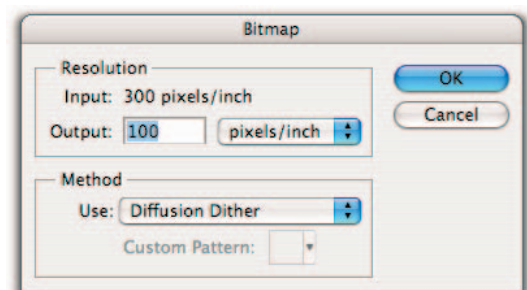 Bitmap
Resolution
Input: 300 pixels/inch
Output: 100 pixels/inch
OK
Cancel
Method
Use: Diffusion Dither
Custom Pattern: